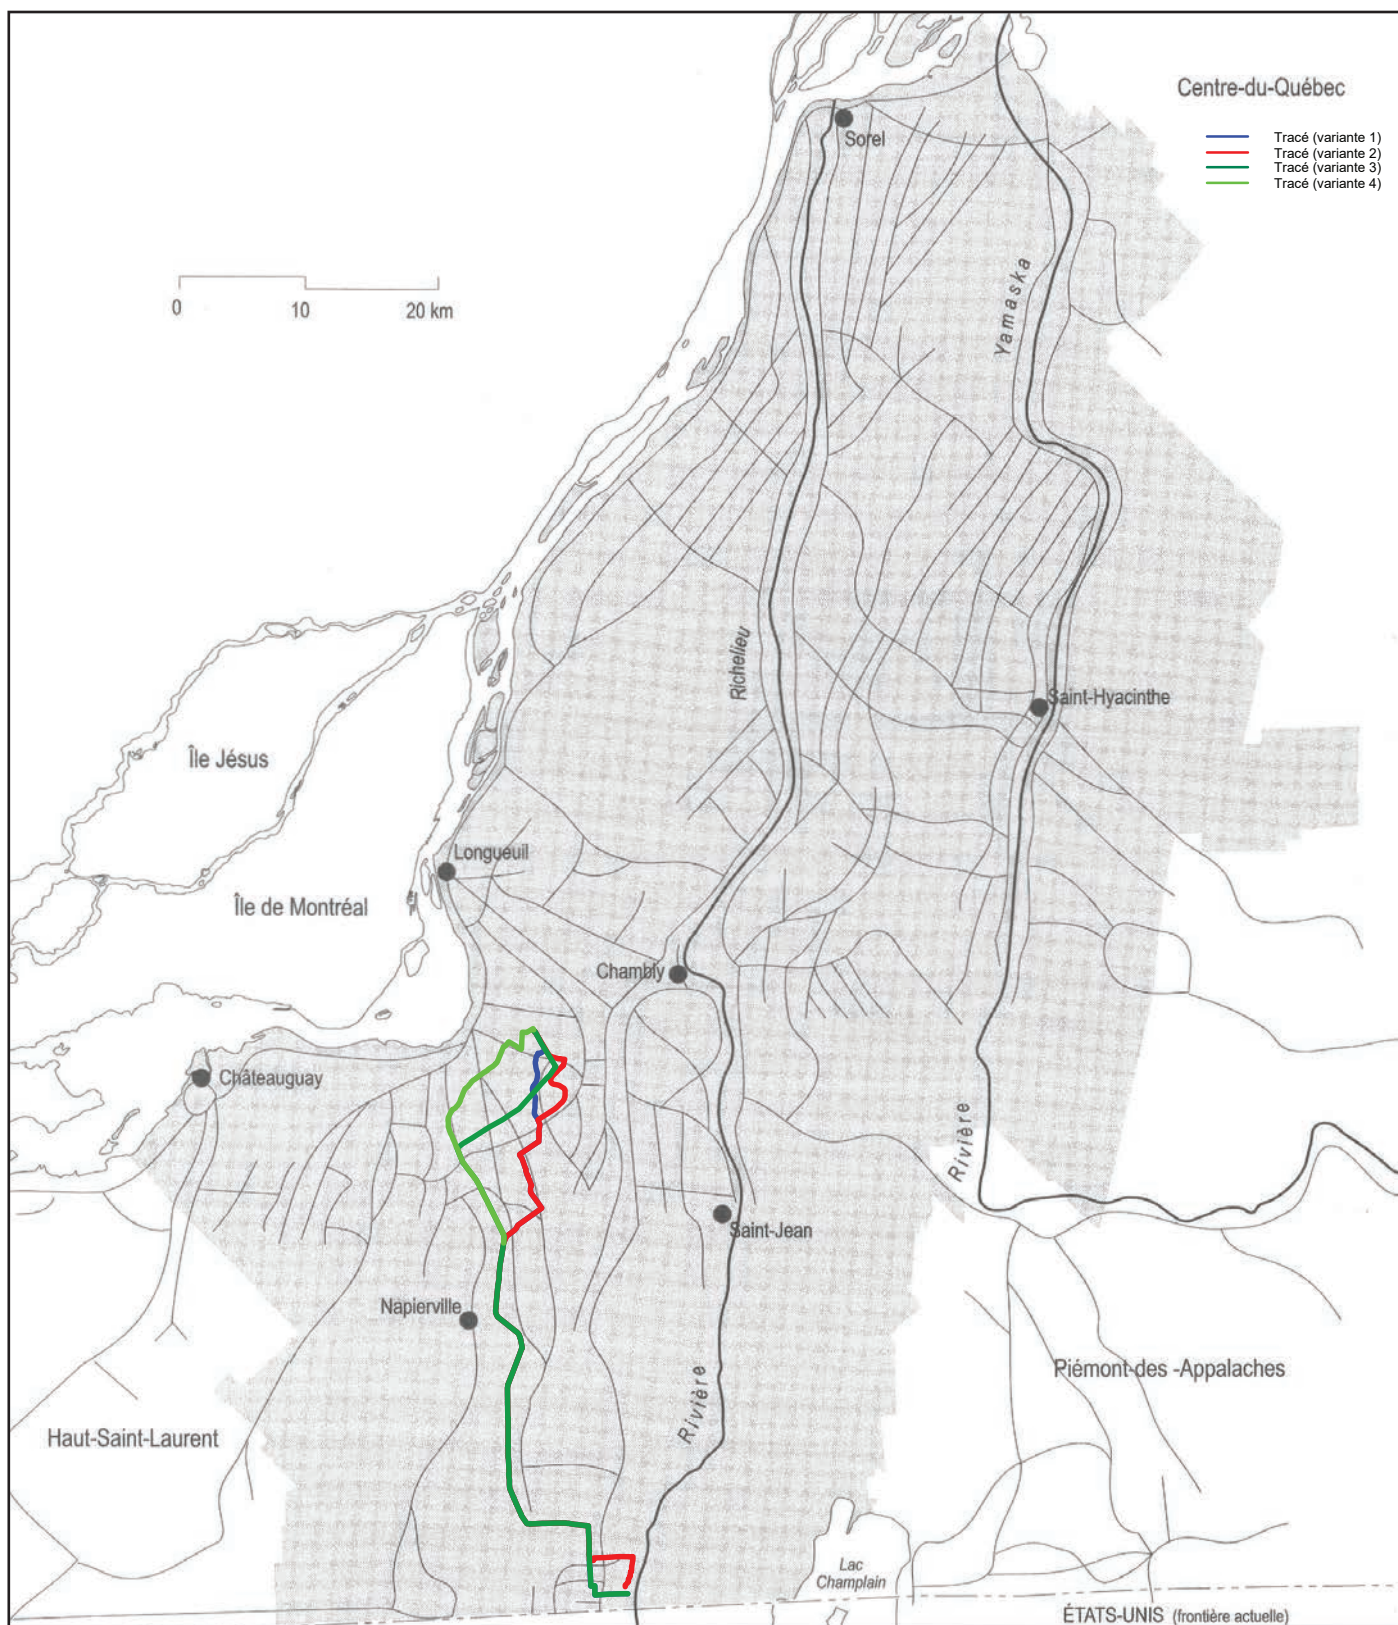 Centre-du-Québec
Tracé (variante 1)
Tracé (variante 2)
Tracé (variante 3)
Tracé (variante 4)
Sorel
Yamaska
0 10 20 km
Richelieu
Saint-Hyacinthe
Île Jésus
Longueuil
Île de Montréal
Chambly
Châteauguay
Rivière
Saint-Jean
Napierville
Piémont-des -Appalaches
Rivière
Haut-Saint-Laurent
Lac
Champlain
ÉTATS-UNIS (frontière actuelle)